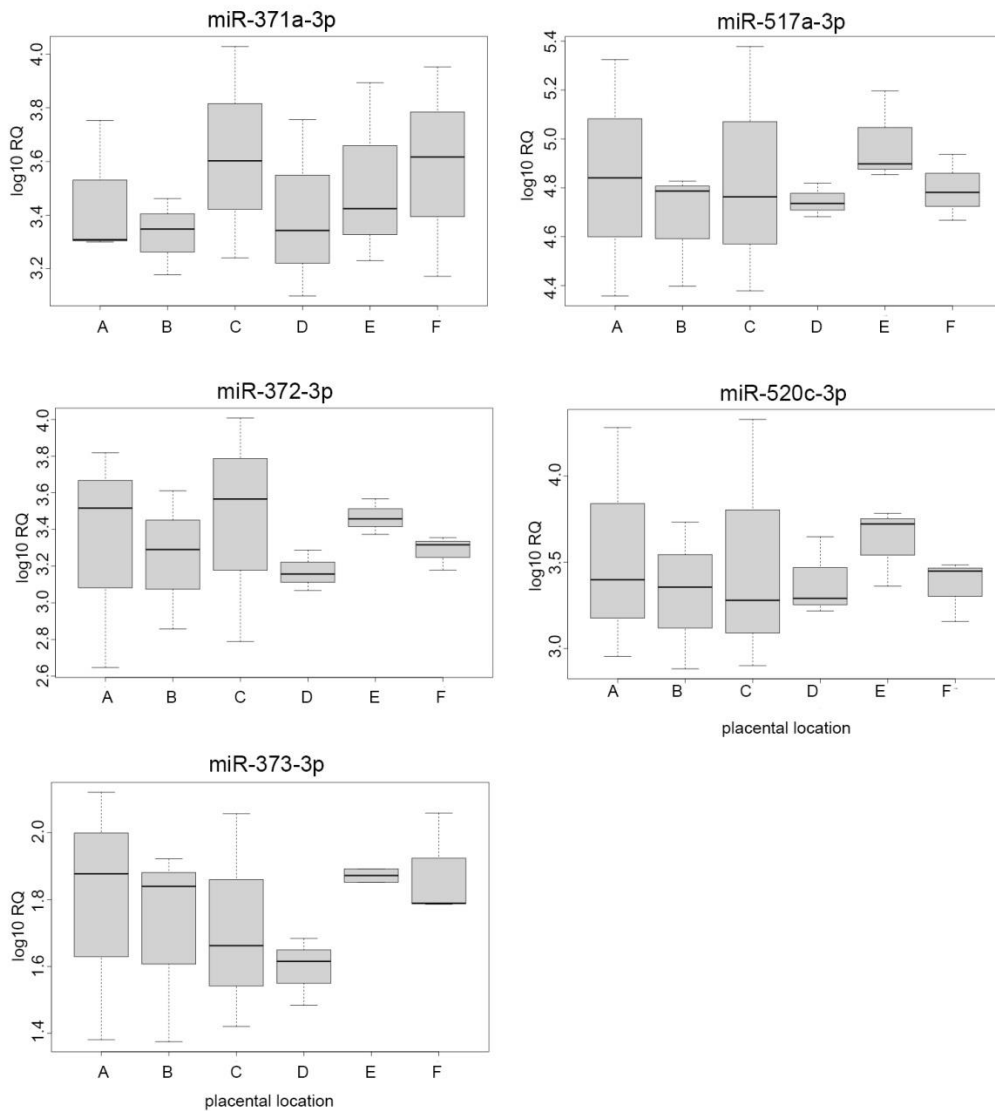 miR-371a-3p
log10 RQ
4.0
3.8
3.6
3.4
3.2
A B C D E F
miR-517a-3p
log10 RQ
5.4
5.2
5.0
4.8
4.6
4.4
A B C D E F
miR-372-3p
log10 RQ
4.0
3.8
3.6
3.4
3.2
3.0
2.8
2.6
A B C D E F
miR-520c-3p
log10 RQ
4.0
3.5
3.0
A B C D E F
placental location
miR-373-3p
log10 RQ
2.0
1.8
1.6
1.4
A B C D E F
placental location